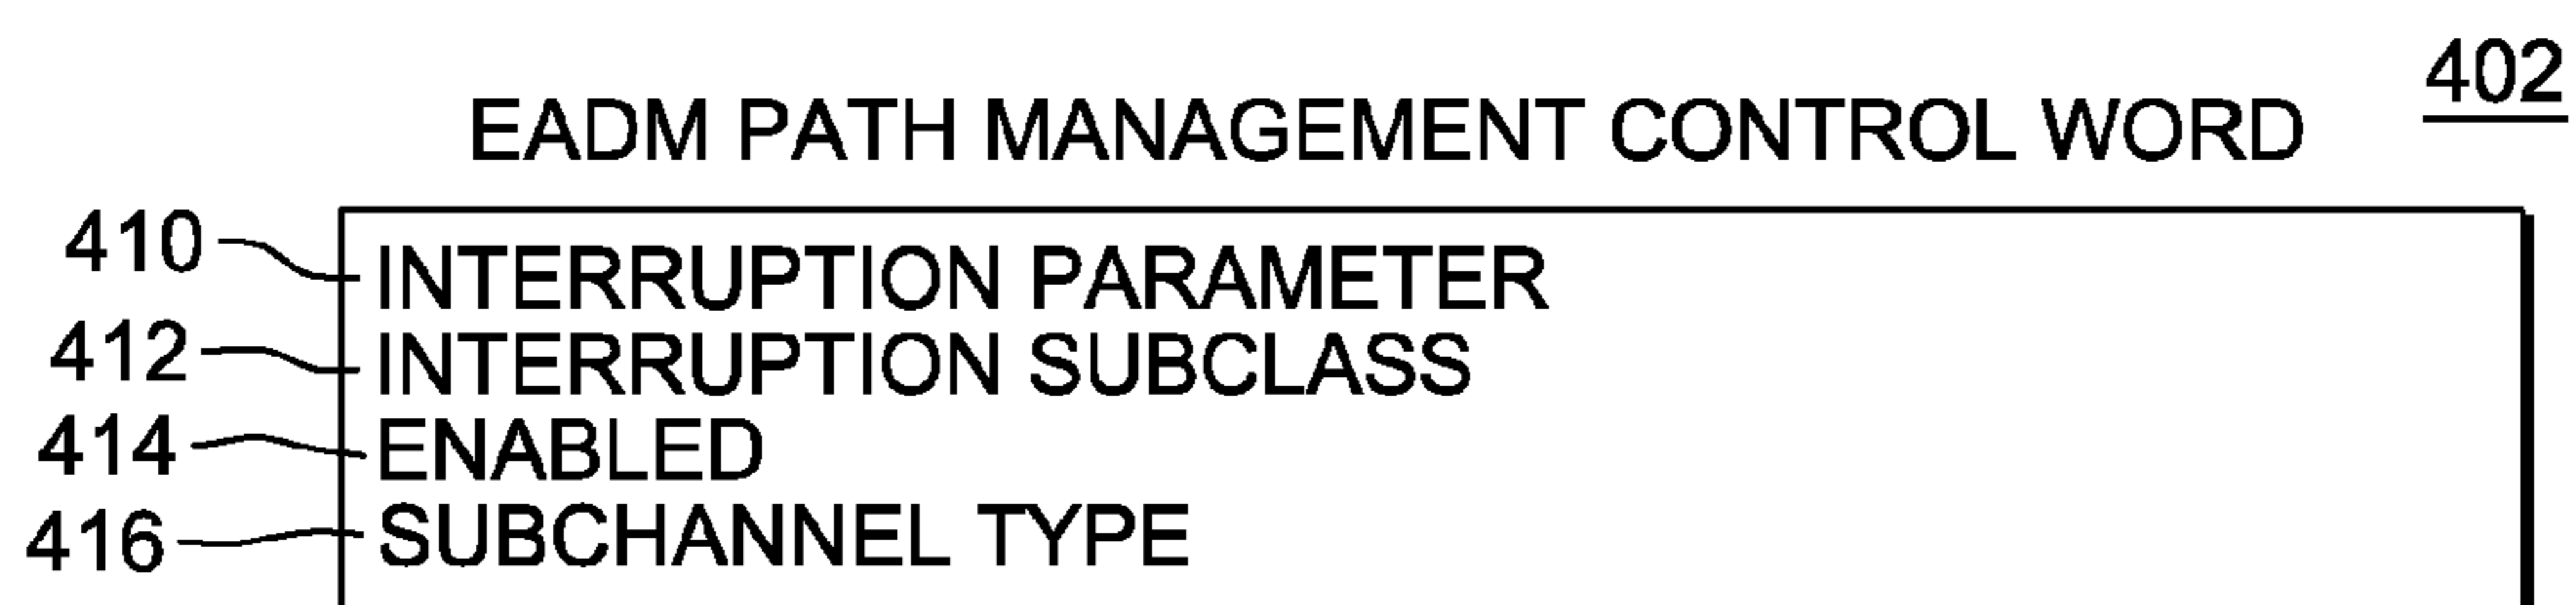 402
EADM PATH MANAGEMENT CONTROL WORD
410 INTERRUPTION PARAMETER
412 INTERRUPTION SUBCLASS
414 ENABLED
416 SUBCHANNEL TYPE